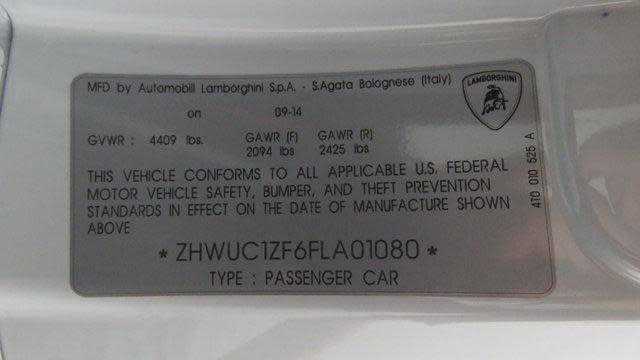 MFD by Automobili Lamborghini S.p.A. - S.Agata Bolognese (Italy)
LAMBORGHINI
on 09-14
GVWR : 4409 lbs. GAWR (F) GAWR (R)
2094 lbs 2425 lbs
THIS VEHICLE CONFORMS TO ALL APPLICABLE U.S. FEDERAL
MOTOR VEHICLE SAFETY, BUMPER, AND THEFT PREVENTION
STANDARDS IN EFFECT ON THE DATE OF MANUFACTURE SHOWN
ABOVE
* ZHWUC1ZF6FLA01080 *
TYPE : PASSENGER CAR
4T0 010 525 A